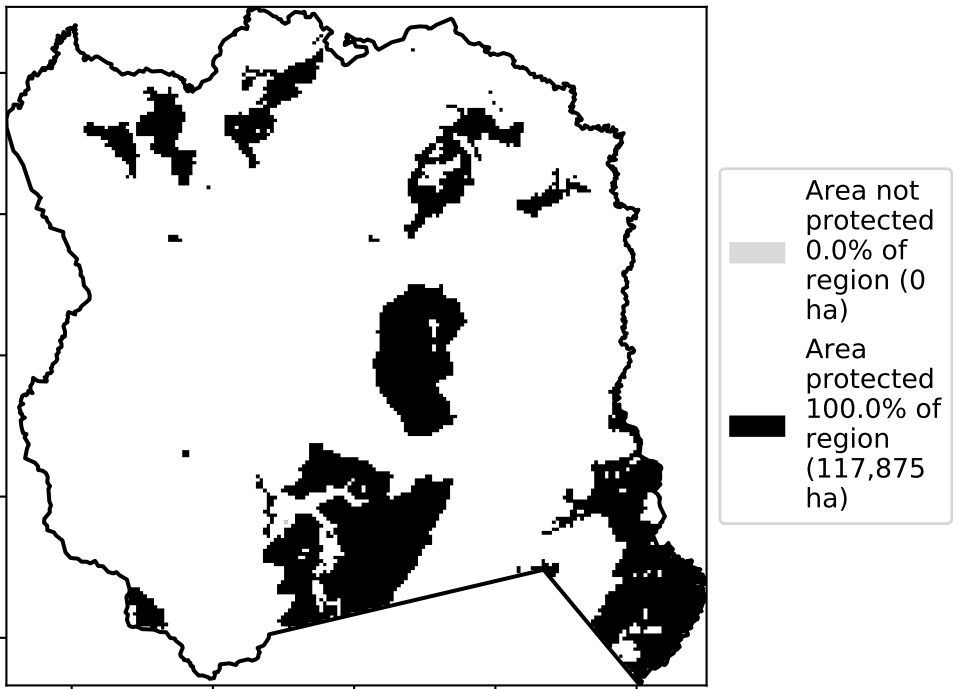 Area not
protected
0.0% of
region (0
ha)
Area
protected
100.0% of
region
(117,875
ha)